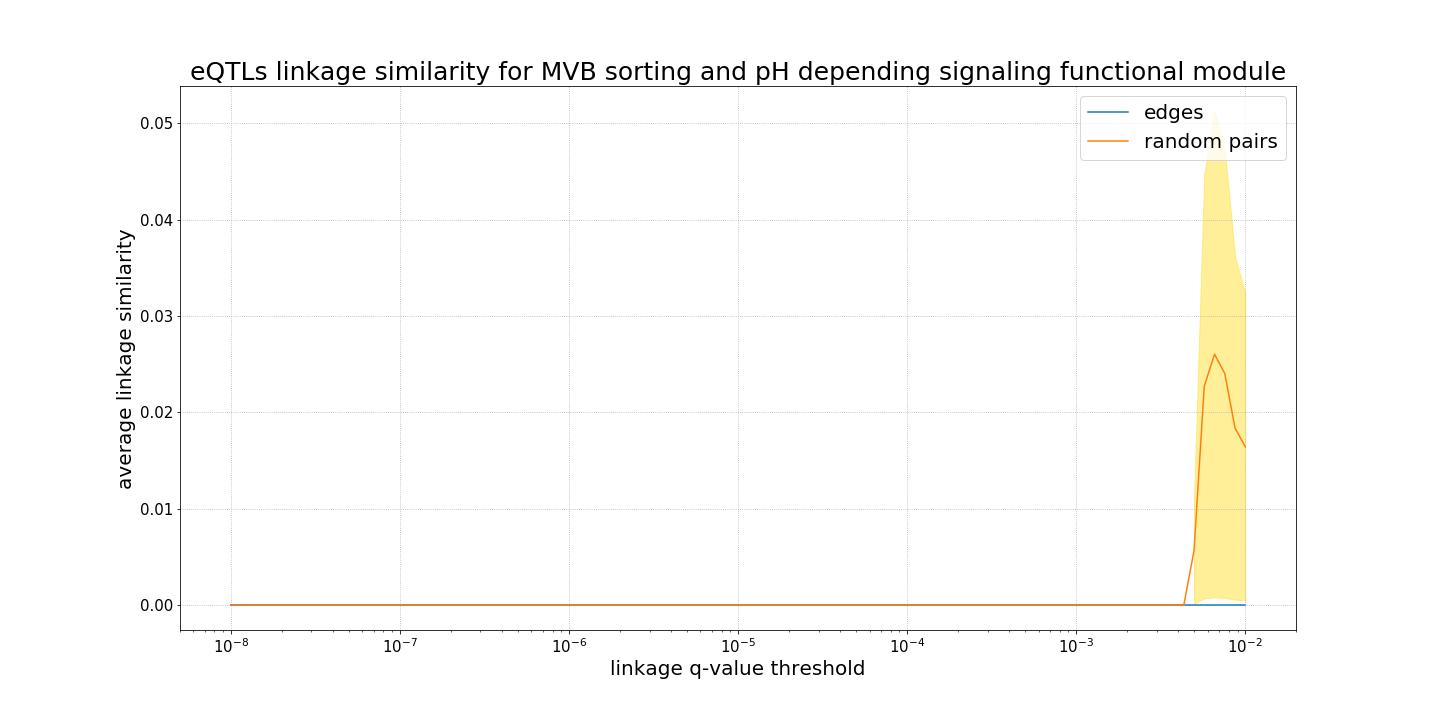 eQTLs linkage similarity for MVB sorting and pH depending signaling functional module
edges
random pairs
0.05
0.04
0.03
0.02
0.01
0.00
average linkage similarity
10⁻⁸ 10⁻⁷ 10⁻⁶ 10⁻⁵ 10⁻⁴ 10⁻³ 10⁻²
linkage q-value threshold